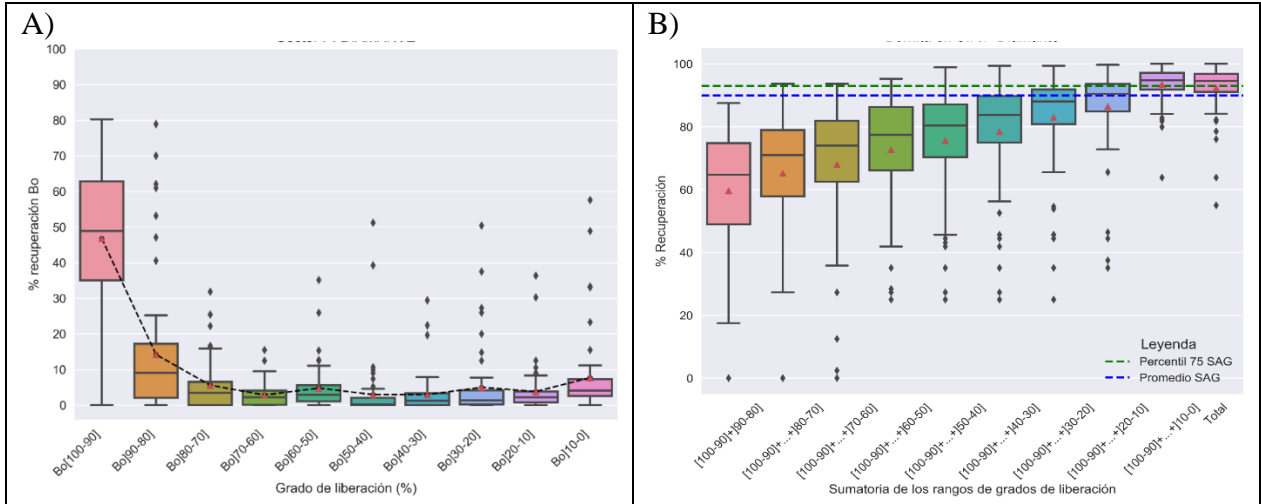 A)
100
90
80
70
60
50
40
30
20
10
0
% recuperación Bo
Bo[100-90]
Bo]90-80]
Bo]80-70]
Bo]70-60]
Bo]60-50]
Bo]50-40]
Bo]40-30]
Bo]30-20]
Bo]20-10]
Bo]10-0]
Grado de liberación (%)
B)
100
80
60
40
20
0
% Recuperación
Leyenda
Percentil 75 SAG
Promedio SAG
[100-90]+]90-80]
[100-90]+...+]80-70]
[100-90]+...+]70-60]
[100-90]+...+]60-50]
[100-90]+...+]50-40]
[100-90]+...+]40-30]
[100-90]+...+]30-20]
[100-90]+...+]20-10]
[100-90]+...+]10-0]
Total
Sumatoria de los rangos de grados de liberación